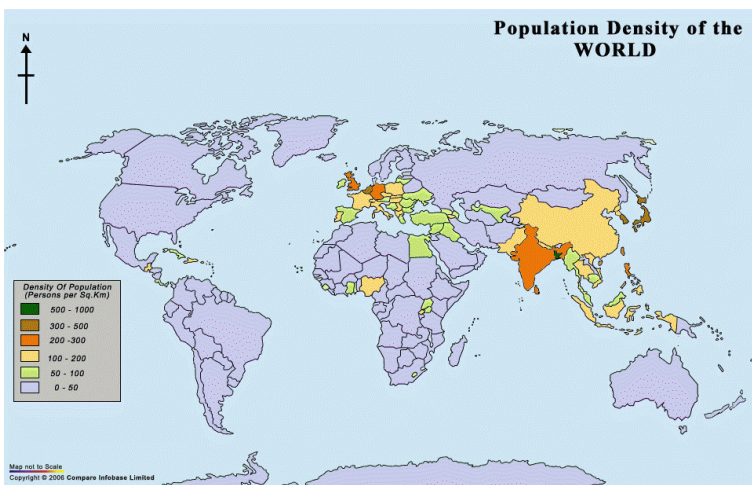 Population Density of the
WORLD
N
Density Of Population
(Persons per Sq.Km)
500 - 1000
300 - 500
200 -300
100 - 200
50 - 100
0 - 50
Map not to Scale
Copyright © 2006 Compare Infobase Limited